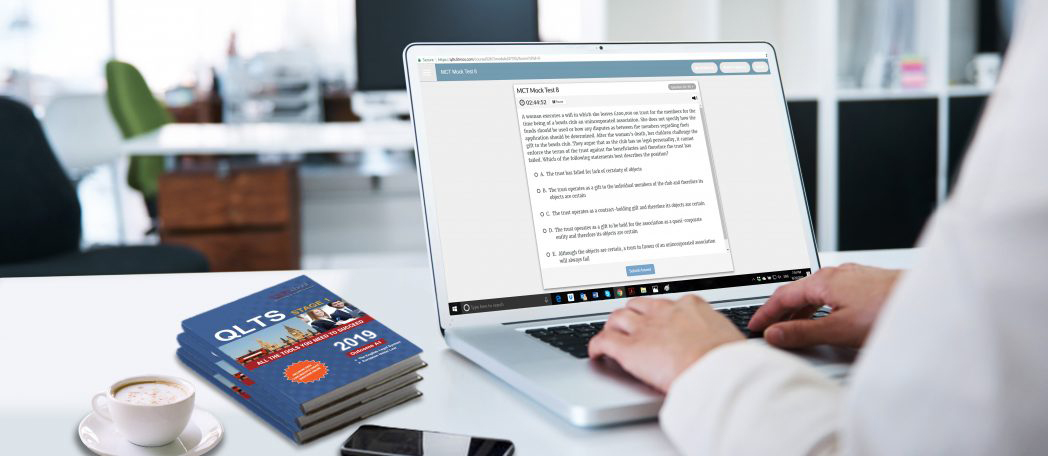 Secure
MCT Mock Test 8
MCT Mock Test 8
02:44:52
A woman executes a will in which she leaves £100,000 on trust for the members for the
time being of a bowls club an unincorporated association. She does not specify how the
funds should be used or how any disputes as between the members regarding
application should be determined. After the woman's death, her children challenge the
gift to the bowls club. They argue that as the club has no legal personality, it cannot
enforce the terms of the trust against the beneficiaries and therefore the trust has
failed. Which of the following statements best describes the position?
A. The trust has failed for lack of certainty of objects
B. The trust operates as a gift to the individual members of the club and therefore its
objects are certain
C. The trust operates as a contract-holding gift and therefore its objects are certain
D. The trust operates as a gift to be held for the association as a quasi-corporate
entity and therefore its objects are certain
E. Although the objects are certain, a trust in favour of an unincorporated association
will always fail
Submit Answer
Type here to search
QLTS
STAGE 1
ALL THE TOOLS YOU NEED TO SUCCEED
2019
Outcome A1